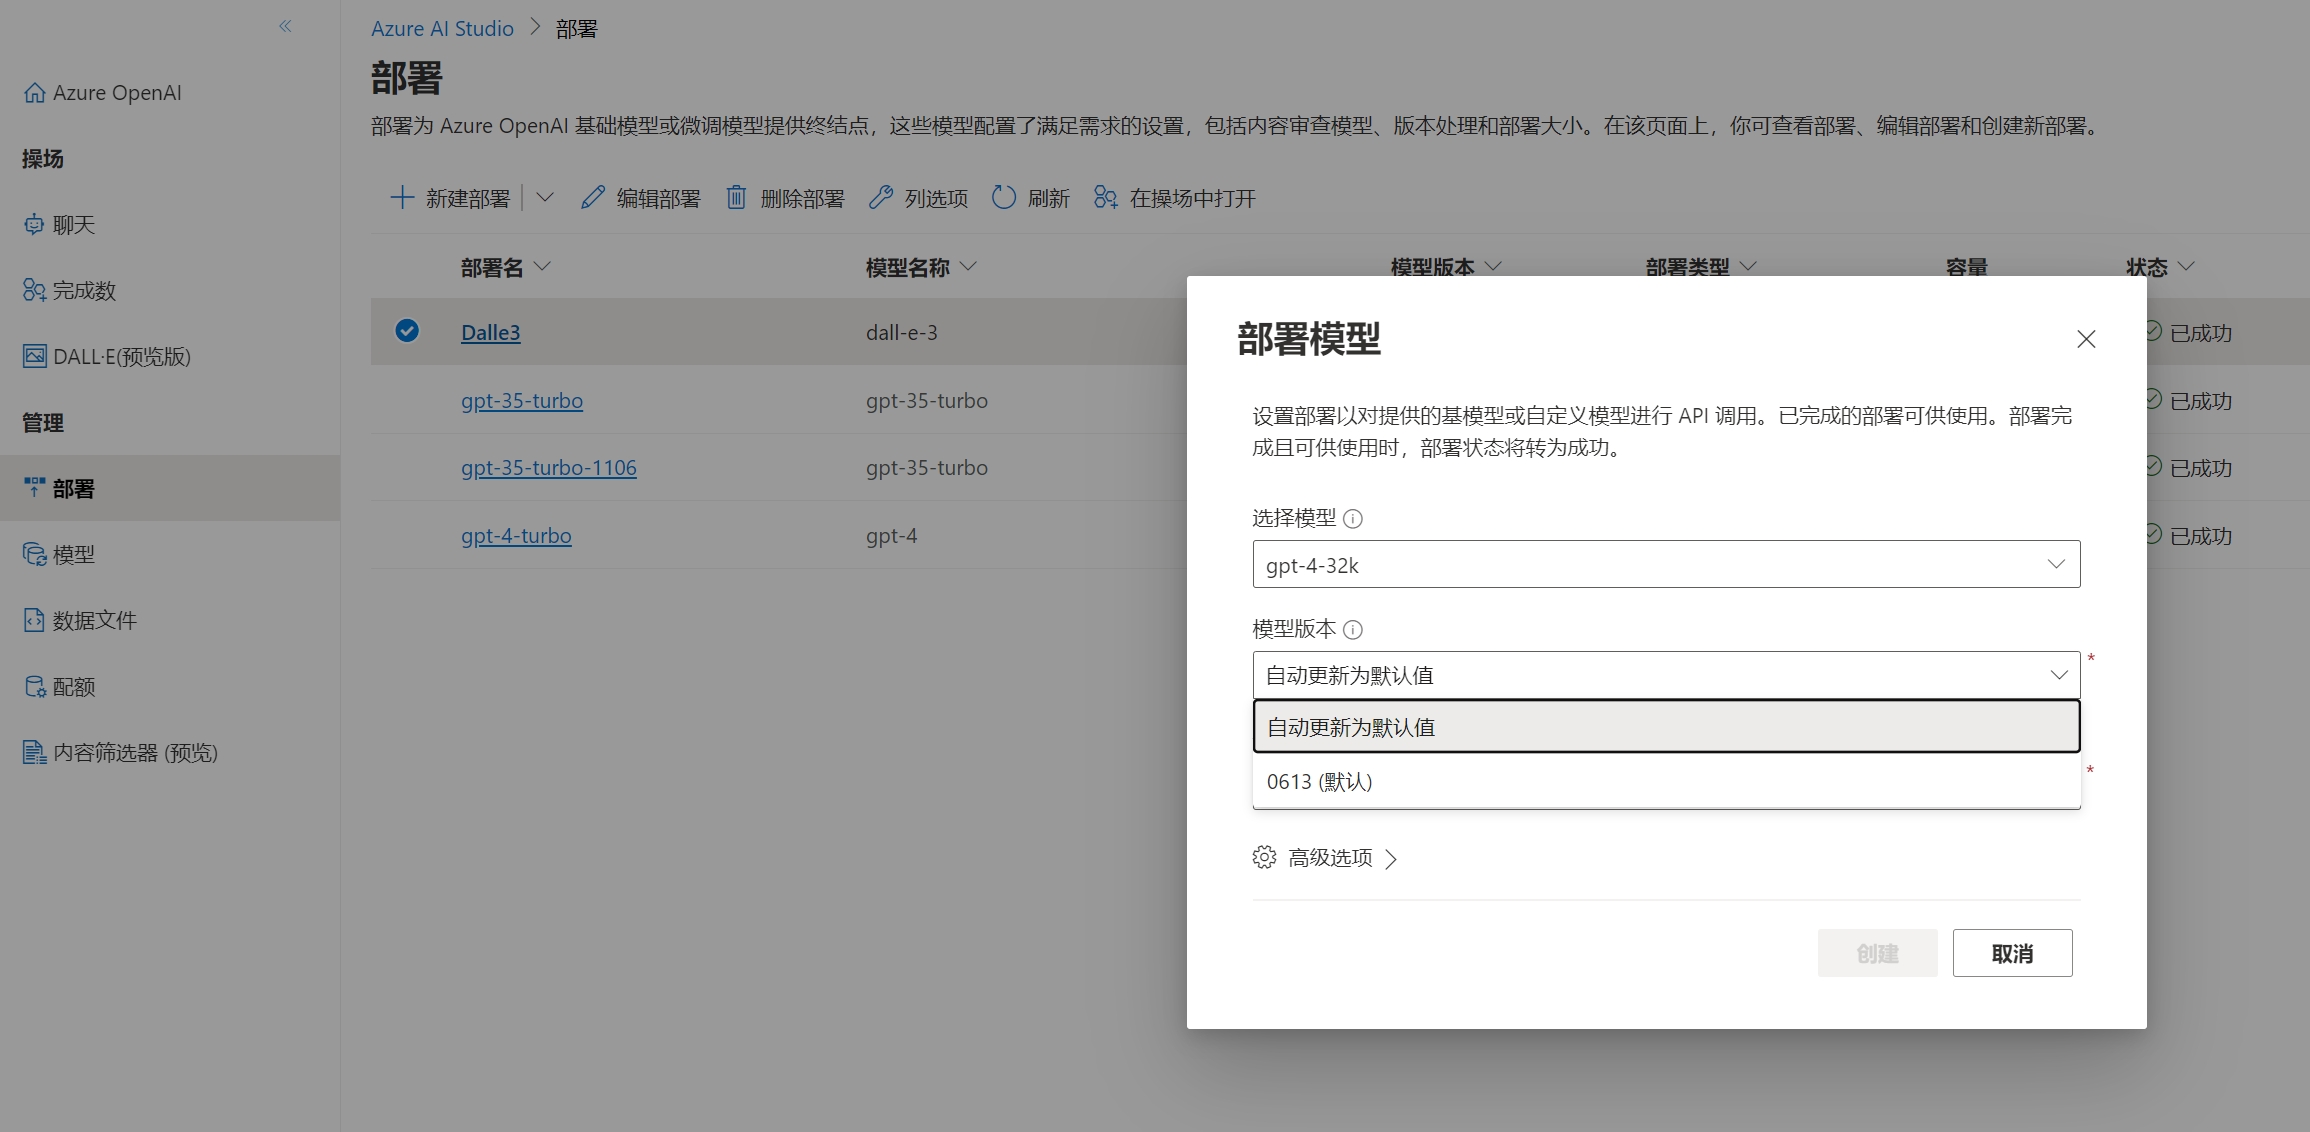 Azure OpenAI
操场
聊天
完成数
DALL·E(预览版)
管理
部署
模型
数据文件
配额
内容筛选器 (预览)
Azure AI Studio > 部署
部署
部署为 Azure OpenAI 基础模型或微调模型提供终结点，这些模型配置了满足需求的设置，包括内容审查模型、版本处理和部署大小。在该页面上，你可查看部署、编辑部署和创建新部署。
新建部署 编辑部署 删除部署 列选项 刷新 在操场中打开
部署名 模型名称 模型版本 部署类型 容量 状态
Dalle3 dall-e-3 已成功
gpt-35-turbo gpt-35-turbo 已成功
gpt-35-turbo-1106 gpt-35-turbo 已成功
gpt-4-turbo gpt-4 已成功
部署模型
设置部署以对提供的基模型或自定义模型进行 API 调用。已完成的部署可供使用。部署完
成且可供使用时，部署状态将转为成功。
选择模型
gpt-4-32k
模型版本
自动更新为默认值 *
自动更新为默认值
0613 (默认) *
高级选项
创建 取消